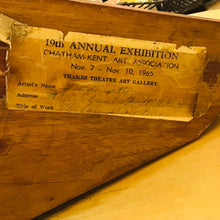 19th ANNUAL EXHIBITION
CHATHAM-KENT ART ASSOCIATION
Nov. 7 - Nov. 10, 1965
THAMES THEATRE ART GALLERY
Artist's Name
Address
Title of Work